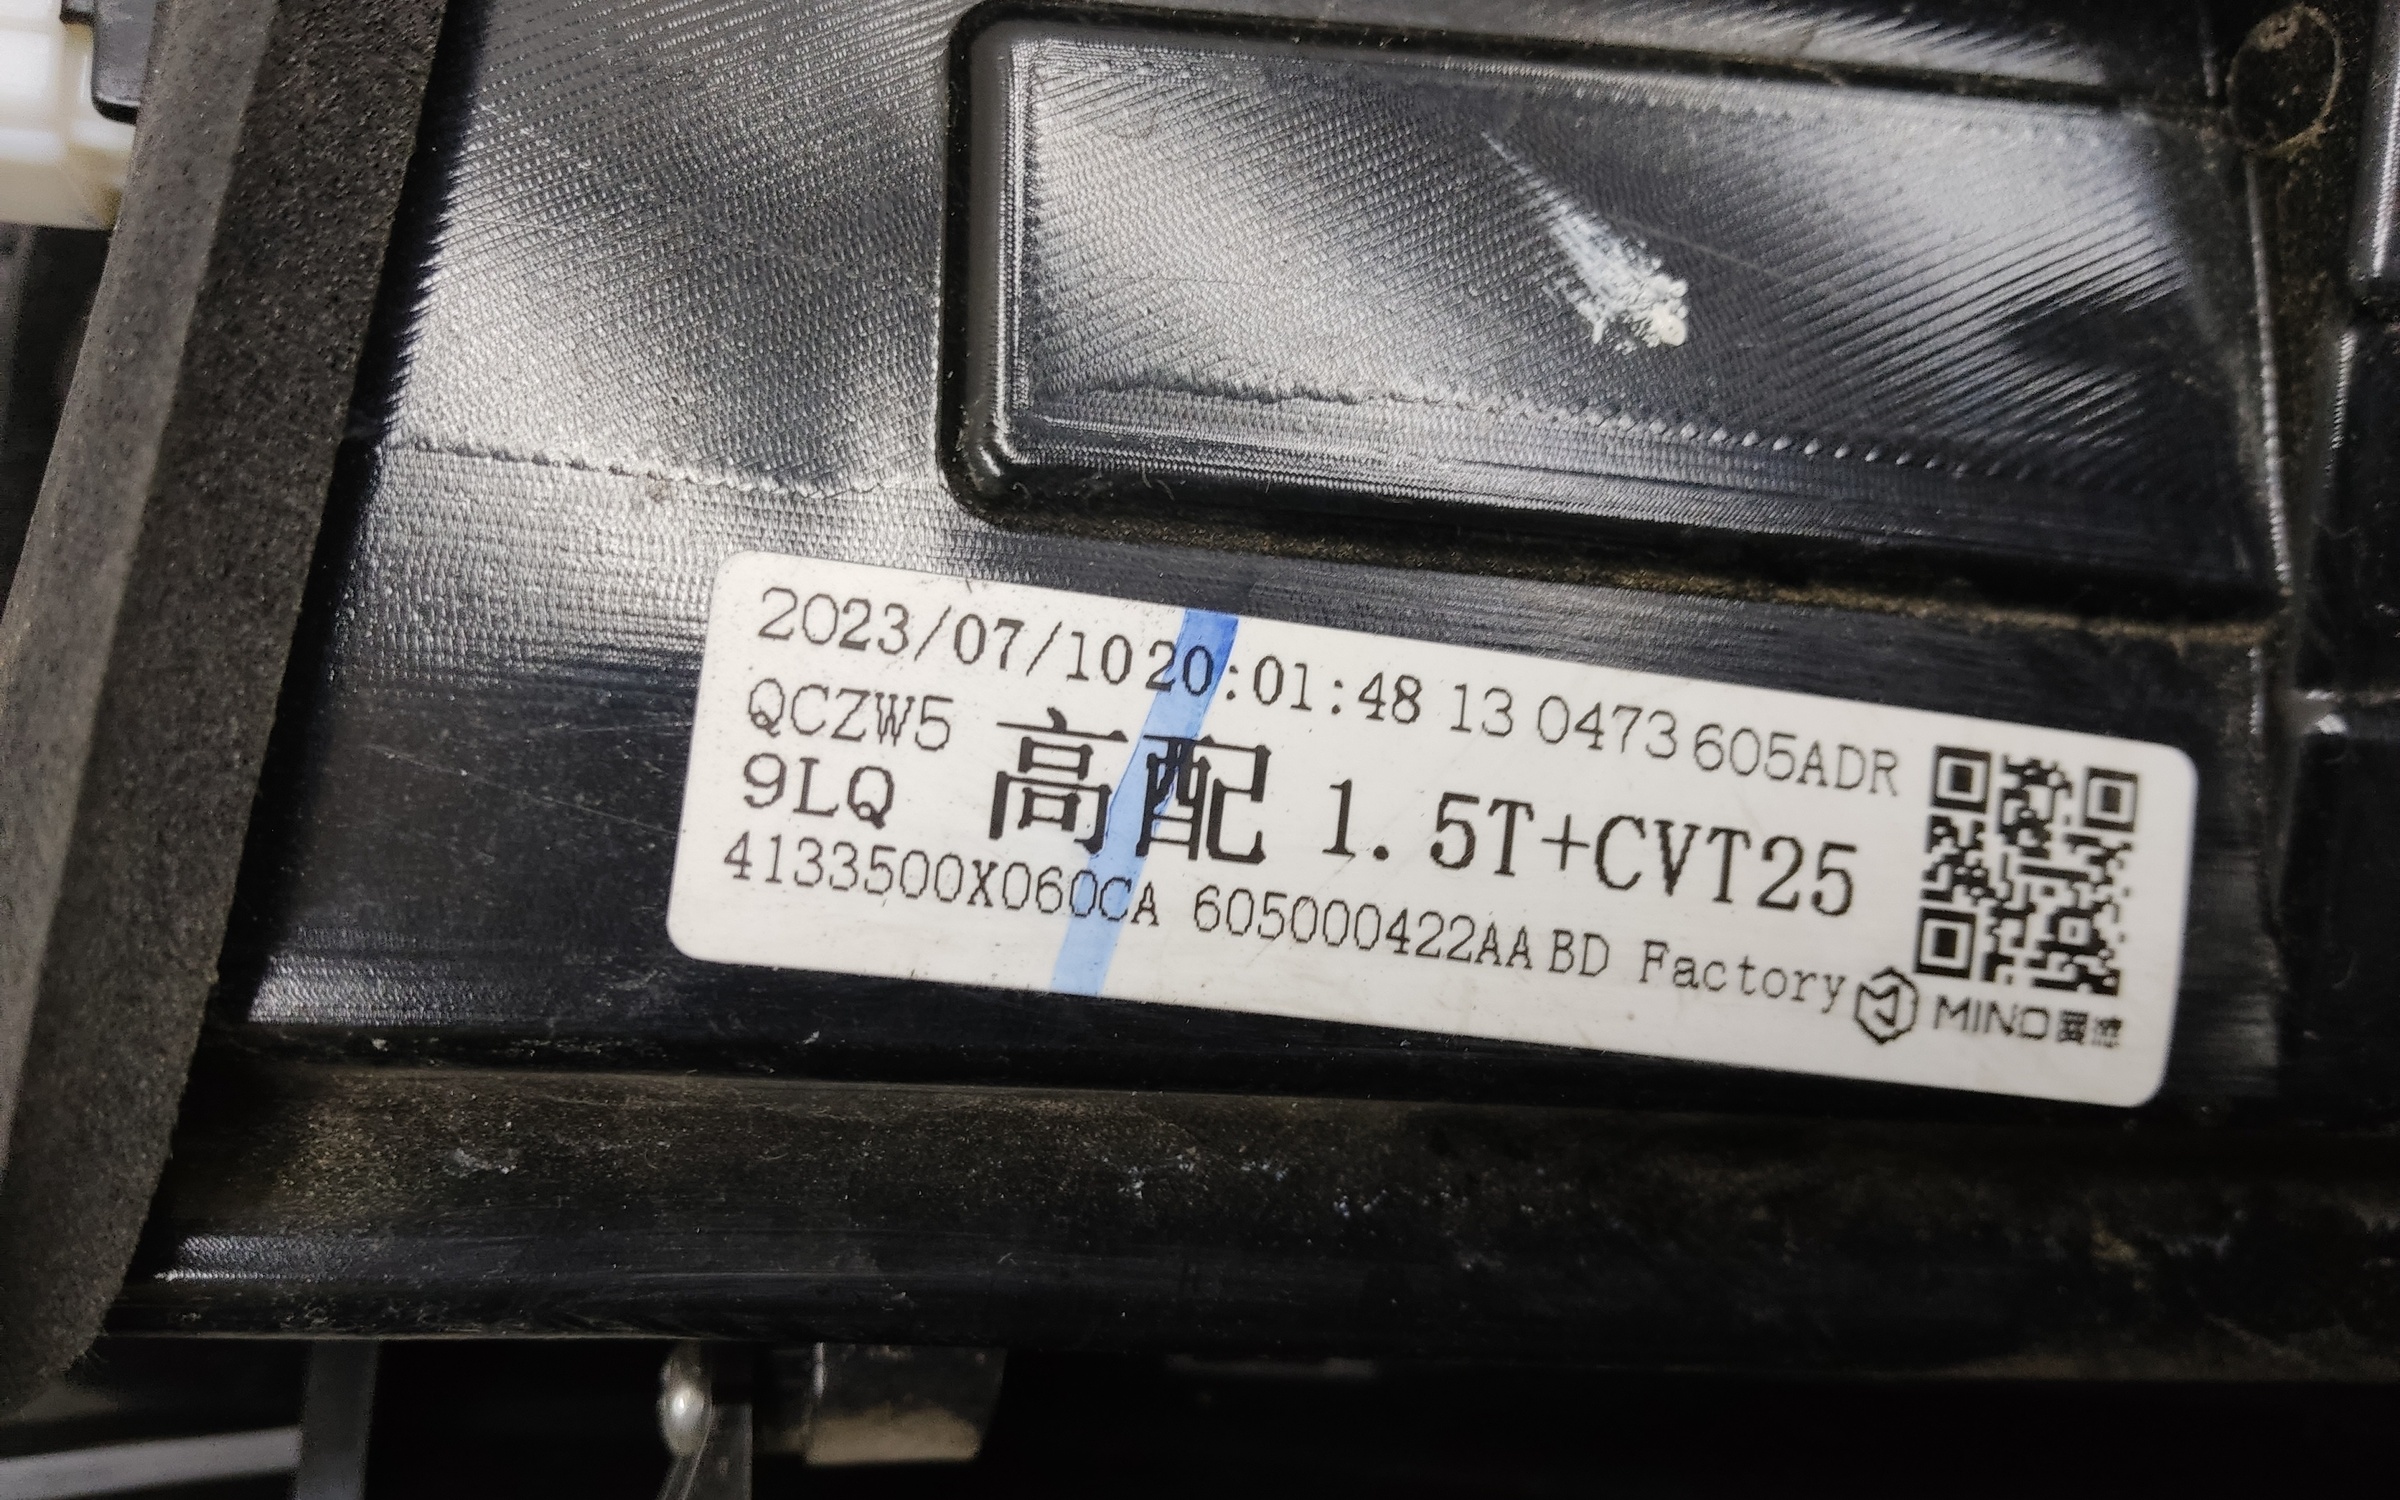 2023/07/10 20:01:48 13 0473 605ADR
QCZW5
9LQ 高配 1.5T+CVT25
4133500X060CA 605000422AA BD Factory
MINO